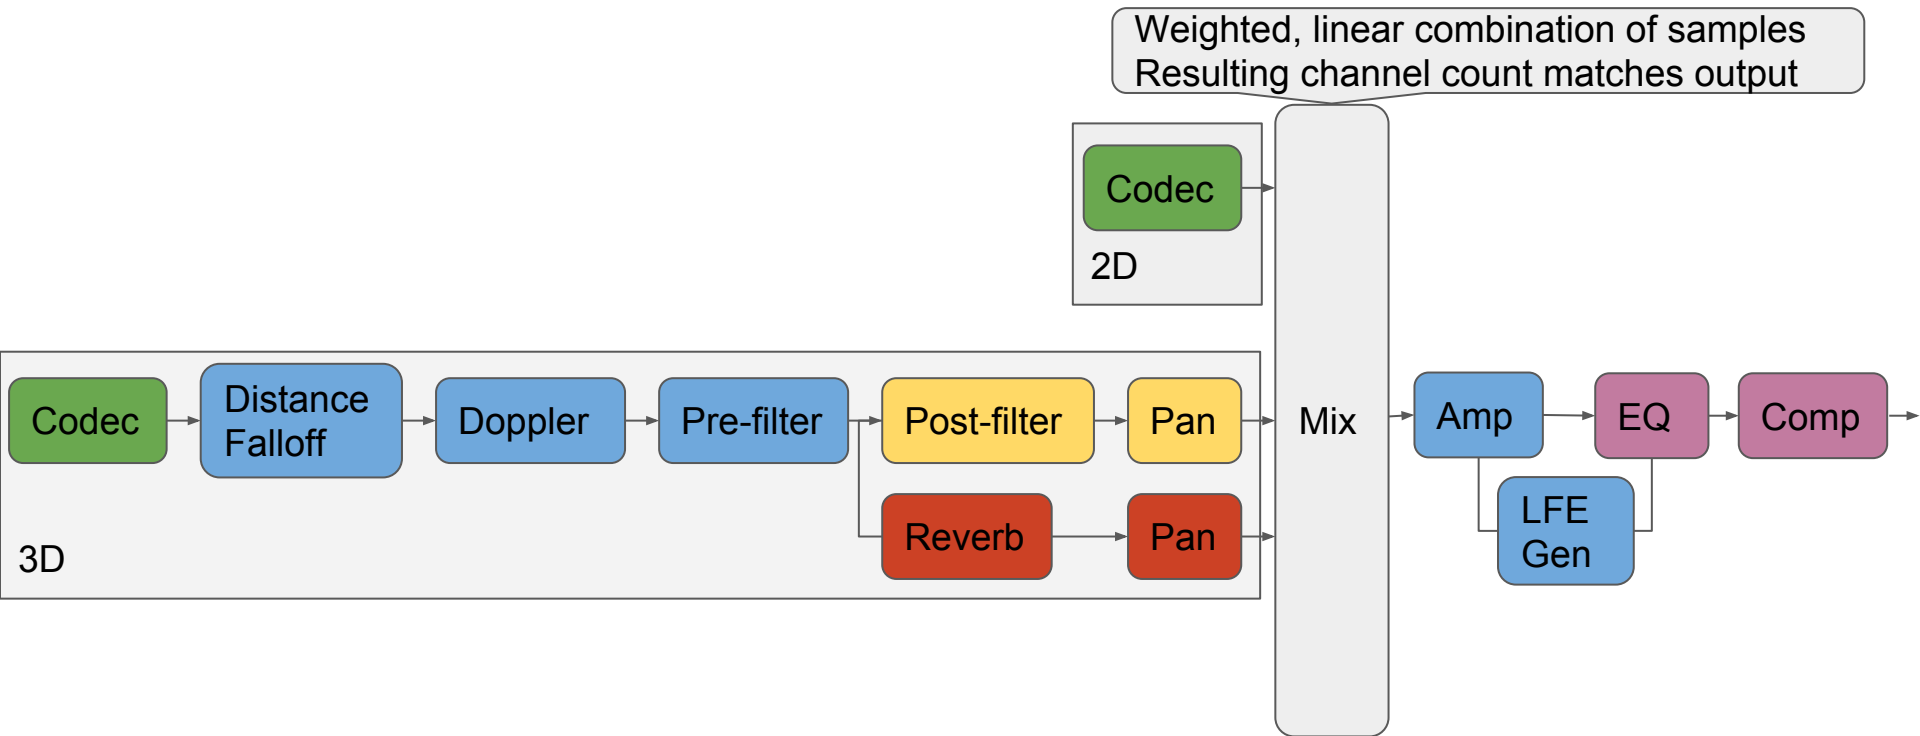 Weighted, linear combination of samples
Resulting channel count matches output
Codec
2D
Codec
Distance
Falloff
Doppler
Pre-filter
Post-filter
Pan
Mix
Amp
EQ
Comp
Reverb
Pan
LFE
Gen
3D